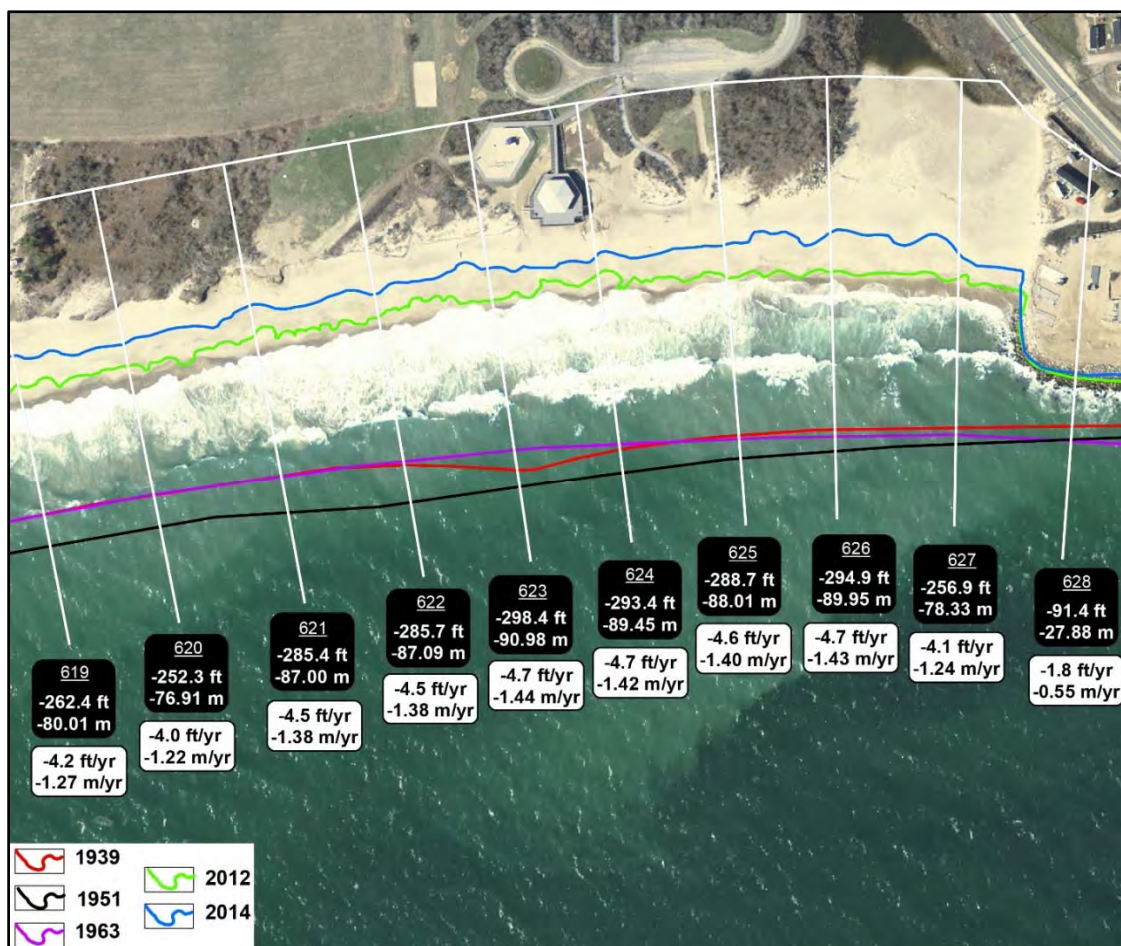 619
-262.4 ft
-80.01 m
-4.2 ft/yr
-1.27 m/yr
620
-252.3 ft
-76.91 m
-4.0 ft/yr
-1.22 m/yr
621
-285.4 ft
-87.00 m
-4.5 ft/yr
-1.38 m/yr
622
-285.7 ft
-87.09 m
-4.5 ft/yr
-1.38 m/yr
623
-298.4 ft
-90.98 m
-4.7 ft/yr
-1.44 m/yr
624
-293.4 ft
-89.45 m
-4.7 ft/yr
-1.42 m/yr
625
-288.7 ft
-88.01 m
-4.6 ft/yr
-1.40 m/yr
626
-294.9 ft
-89.95 m
-4.7 ft/yr
-1.43 m/yr
627
-256.9 ft
-78.33 m
-4.1 ft/yr
-1.24 m/yr
628
-91.4 ft
-27.88 m
-1.8 ft/yr
-0.55 m/yr
1939
1951
1963
2012
2014